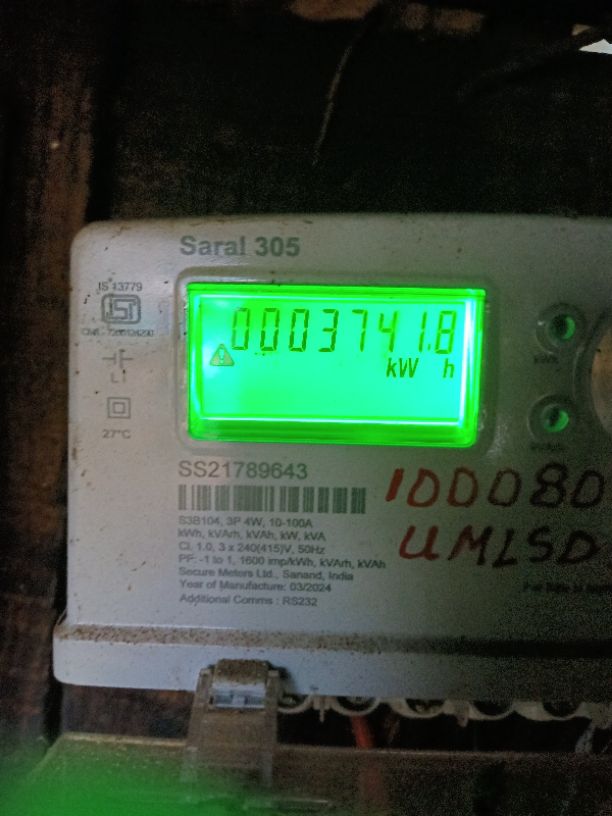 Saral 305
IS 13779
ISI
0003741.8
kW h
L1
27°C
SS21789643
S3B104, 3P 4W, 10-100A
kWh, kVArh, kVAh, kW, kVA
Cl. 1.0, 3 x 240(415)V, 50Hz
PF: -1 to 1, 1600 imp/kWh, kVArh, kVAh
Secure Meters Ltd., Sanand, India
Year of Manufacture: 03/2024
Additional Comms : RS232
100080
UMLSD